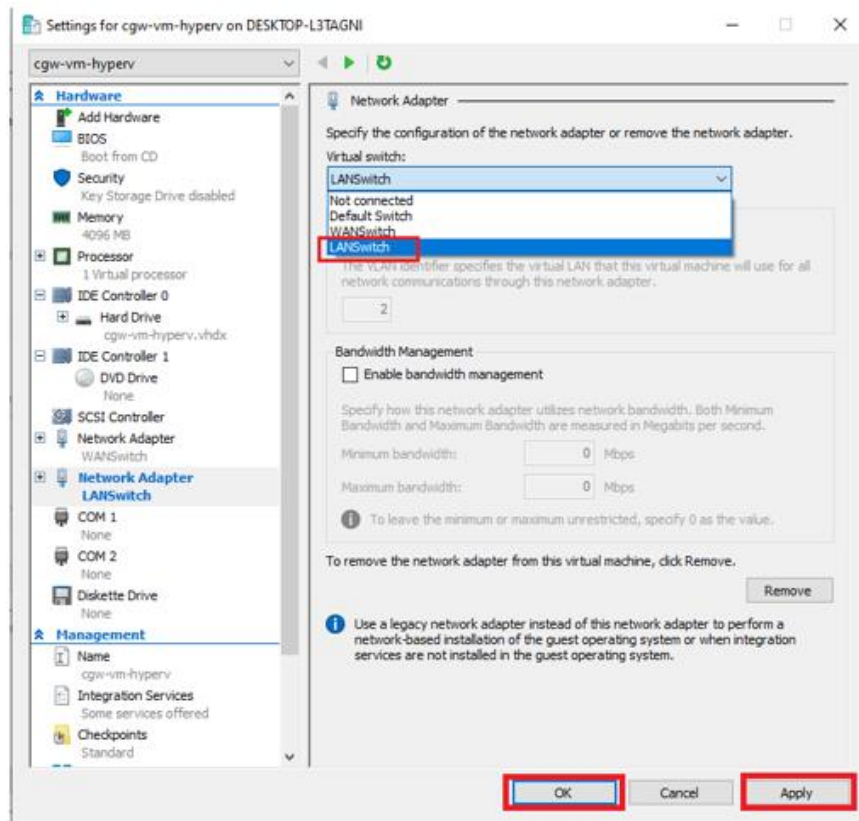 Settings for cgw-vm-hyperv on DESKTOP-L3TAGNI
cgw-vm-hyperv
Hardware
Add Hardware
BIOS
Boot from CD
Security
Key Storage Drive disabled
Memory
4096 MB
Processor
1 Virtual processor
IDE Controller 0
Hard Drive
cgw-vm-hyperv.vhdx
IDE Controller 1
DVD Drive
None
SCSI Controller
Network Adapter
WANSwitch
Network Adapter
LANSwitch
COM 1
None
COM 2
None
Diskette Drive
None
Management
Name
cgw-vm-hyperv
Integration Services
Some services offered
Checkpoints
Standard
Network Adapter
Specify the configuration of the network adapter or remove the network adapter.
Virtual switch:
LANSwitch
Not connected
Default Switch
WANSwitch
LANSwitch
The VLAN identifier specifies the virtual LAN that this virtual machine will use for all
network communications through this network adapter.
2
Bandwidth Management
Enable bandwidth management
Specify how this network adapter utilizes network bandwidth. Both Minimum
Bandwidth and Maximum Bandwidth are measured in Megabits per second.
Minimum bandwidth: 0 Mbps
Maximum bandwidth: 0 Mbps
To leave the minimum or maximum unrestricted, specify 0 as the value.
To remove the network adapter from this virtual machine, click Remove.
Remove
Use a legacy network adapter instead of this network adapter to perform a
network-based installation of the guest operating system or when integration
services are not installed in the guest operating system.
OK Cancel Apply